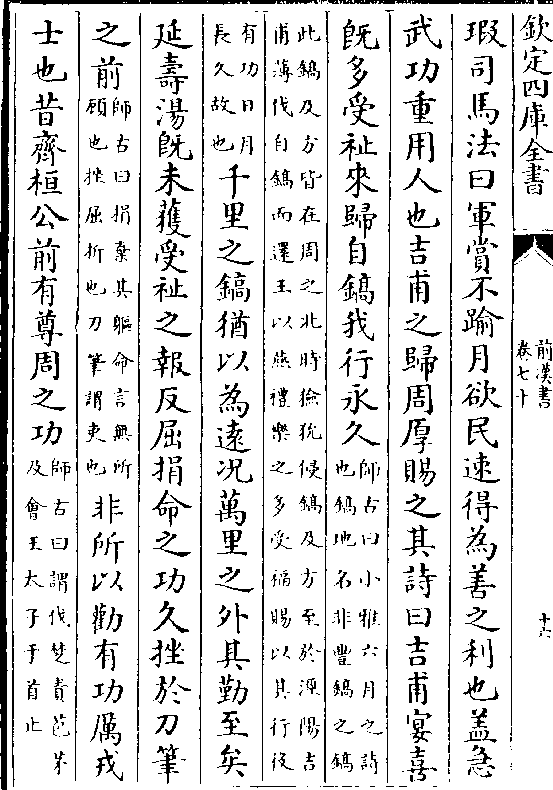 欽定四庫全書
前漢書
卷七十
十六
瑕司馬法曰軍賞不踰月欲民速得為善之利也盖急
武功重用人也吉甫之歸周厚賜之其詩曰吉甫宴喜
既多受祉來歸自鎬我行永久師古曰小雅六月之詩也鎬地名非豐鎬之鎬
此鎬及方皆在周之北時獫狁侵鎬及方至於涇陽吉甫薄伐自鎬而還王以燕禮樂之多受福賜以其行役
有功日月長久故也千里之鎬猶以為遠况萬里之外其勤至矣
延壽湯既未獲受祉之報反屈捐命之功久挫於刀筆
之前師古曰捐棄其軀命言無所顧也挫屈折也刀筆謂吏也非所以勸有功厲戎
士也昔齊桓公前有尊周之功師古曰謂伐楚責苞茅及會王太子于首止